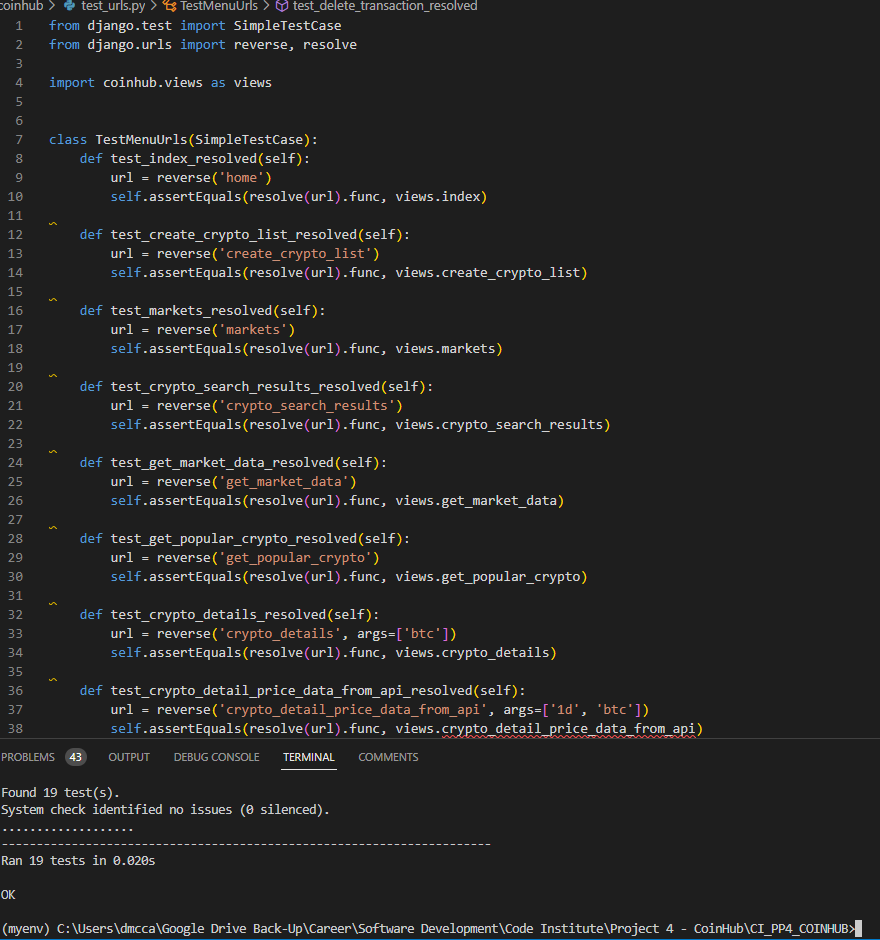 coinhub > test_urls.py > TestMenuUrls > test_delete_transaction_resolved
1 from django.test import SimpleTestCase
2 from django.urls import reverse, resolve
3
4 import coinhub.views as views
5
6
7 class TestMenuUrls(SimpleTestCase):
8     def test_index_resolved(self):
9         url = reverse('home')
10         self.assertEquals(resolve(url).func, views.index)
11
12     def test_create_crypto_list_resolved(self):
13         url = reverse('create_crypto_list')
14         self.assertEquals(resolve(url).func, views.create_crypto_list)
15
16     def test_markets_resolved(self):
17         url = reverse('markets')
18         self.assertEquals(resolve(url).func, views.markets)
19
20     def test_crypto_search_results_resolved(self):
21         url = reverse('crypto_search_results')
22         self.assertEquals(resolve(url).func, views.crypto_search_results)
23
24     def test_get_market_data_resolved(self):
25         url = reverse('get_market_data')
26         self.assertEquals(resolve(url).func, views.get_market_data)
27
28     def test_get_popular_crypto_resolved(self):
29         url = reverse('get_popular_crypto')
30         self.assertEquals(resolve(url).func, views.get_popular_crypto)
31
32     def test_crypto_details_resolved(self):
33         url = reverse('crypto_details', args=['btc'])
34         self.assertEquals(resolve(url).func, views.crypto_details)
35
36     def test_crypto_detail_price_data_from_api_resolved(self):
37         url = reverse('crypto_detail_price_data_from_api', args=['1d', 'btc'])
38         self.assertEquals(resolve(url).func, views.crypto_detail_price_data_from_api)
PROBLEMS 43 OUTPUT DEBUG CONSOLE TERMINAL COMMENTS
Found 19 test(s).
System check identified no issues (0 silenced).
...................
----------------------------------------------------------------------
Ran 19 tests in 0.020s
OK
(myenv) C:\Users\dmcca\Google Drive Back-Up\Career\Software Development\Code Institute\Project 4 - CoinHub\CI_PP4_COINHUB>